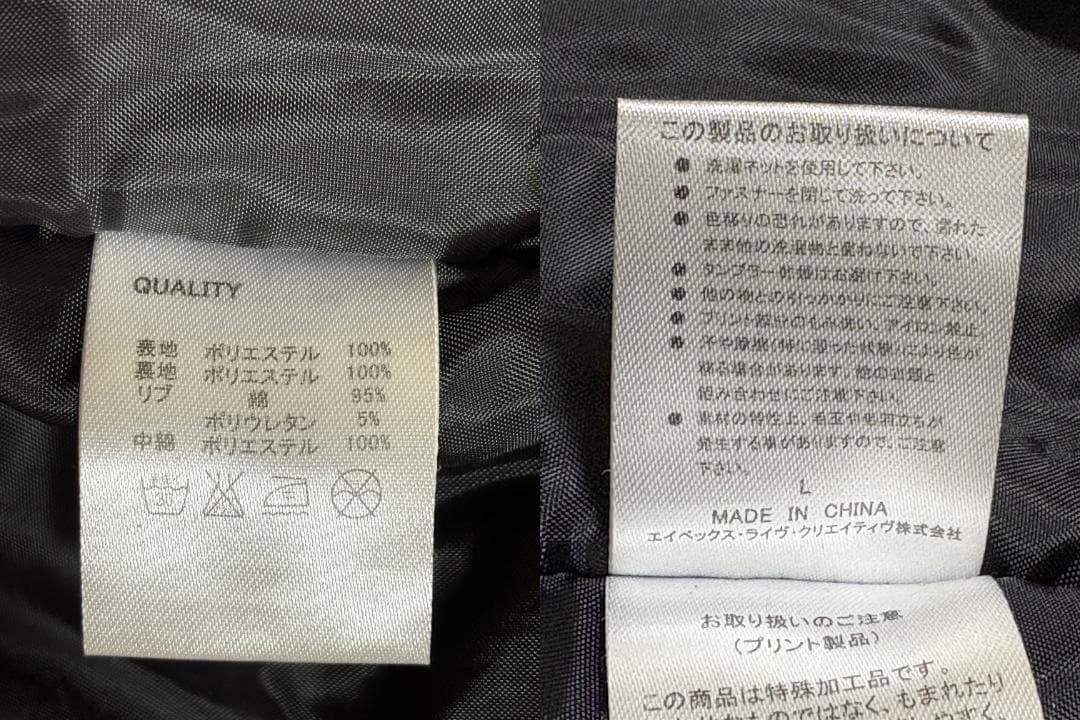 QUALITY
表地 ポリエステル 100%
裏地 ポリエステル 100%
リブ 綿 95%
ポリウレタン 5%
中綿 ポリエステル 100%
30
この製品のお取り扱いについて
洗濯ネットを使用して下さい。
ファスナーを閉じて洗って下さい。
色移りの恐れがありますので、濡れた
まま他の洗濯物と重ねないで下さい。
タンブラー乾燥はお避け下さい。
他の物との引っかかりにご注意下さい。
プリント部分のもみ洗い、アイロン禁止。
汗や摩擦(特に湿った状態)により色が
移る場合があります。他の衣類と
組み合わせにご注意下さい。
素材の特性上、毛玉や毛羽立ちが
発生する事がありますので、ご注意
下さい。
L
MADE IN CHINA
エイベックス・ライヴ・クリエイティヴ株式会社
お取り扱いのご注意
(プリント製品)
この商品は特殊加工品です。
なものではなく、もまれたり